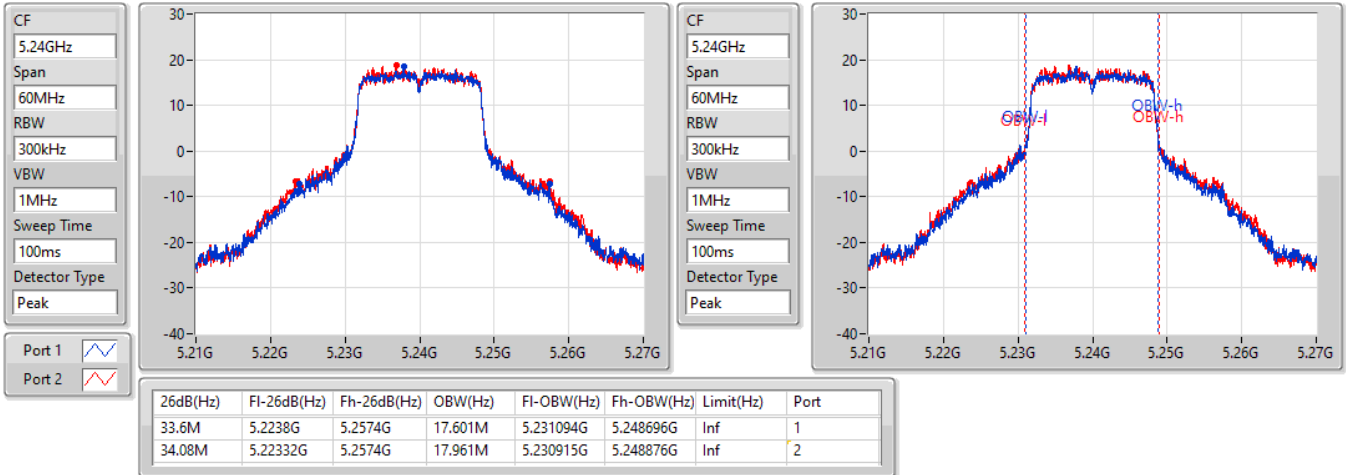 CF
5.24GHz
Span
60MHz
RBW
300kHz
VBW
1MHz
Sweep Time
100ms
Detector Type
Peak
Port 1
Port 2
30
20
10
0
-10
-20
-30
-40
5.21G 5.22G 5.23G 5.24G 5.25G 5.26G 5.27G
CF
5.24GHz
Span
60MHz
RBW
300kHz
VBW
1MHz
Sweep Time
100ms
Detector Type
Peak
30
20
10
0
-10
-20
-30
-40
OBW-l
OBW-l
OBW-h
OBW-h
5.21G 5.22G 5.23G 5.24G 5.25G 5.26G 5.27G
26dB(Hz) Fl-26dB(Hz) Fh-26dB(Hz) OBW(Hz) Fl-OBW(Hz) Fh-OBW(Hz) Limit(Hz) Port
33.6M 5.2238G 5.2574G 17.601M 5.231094G 5.248696G Inf 1
34.08M 5.22332G 5.2574G 17.961M 5.230915G 5.248876G Inf 2